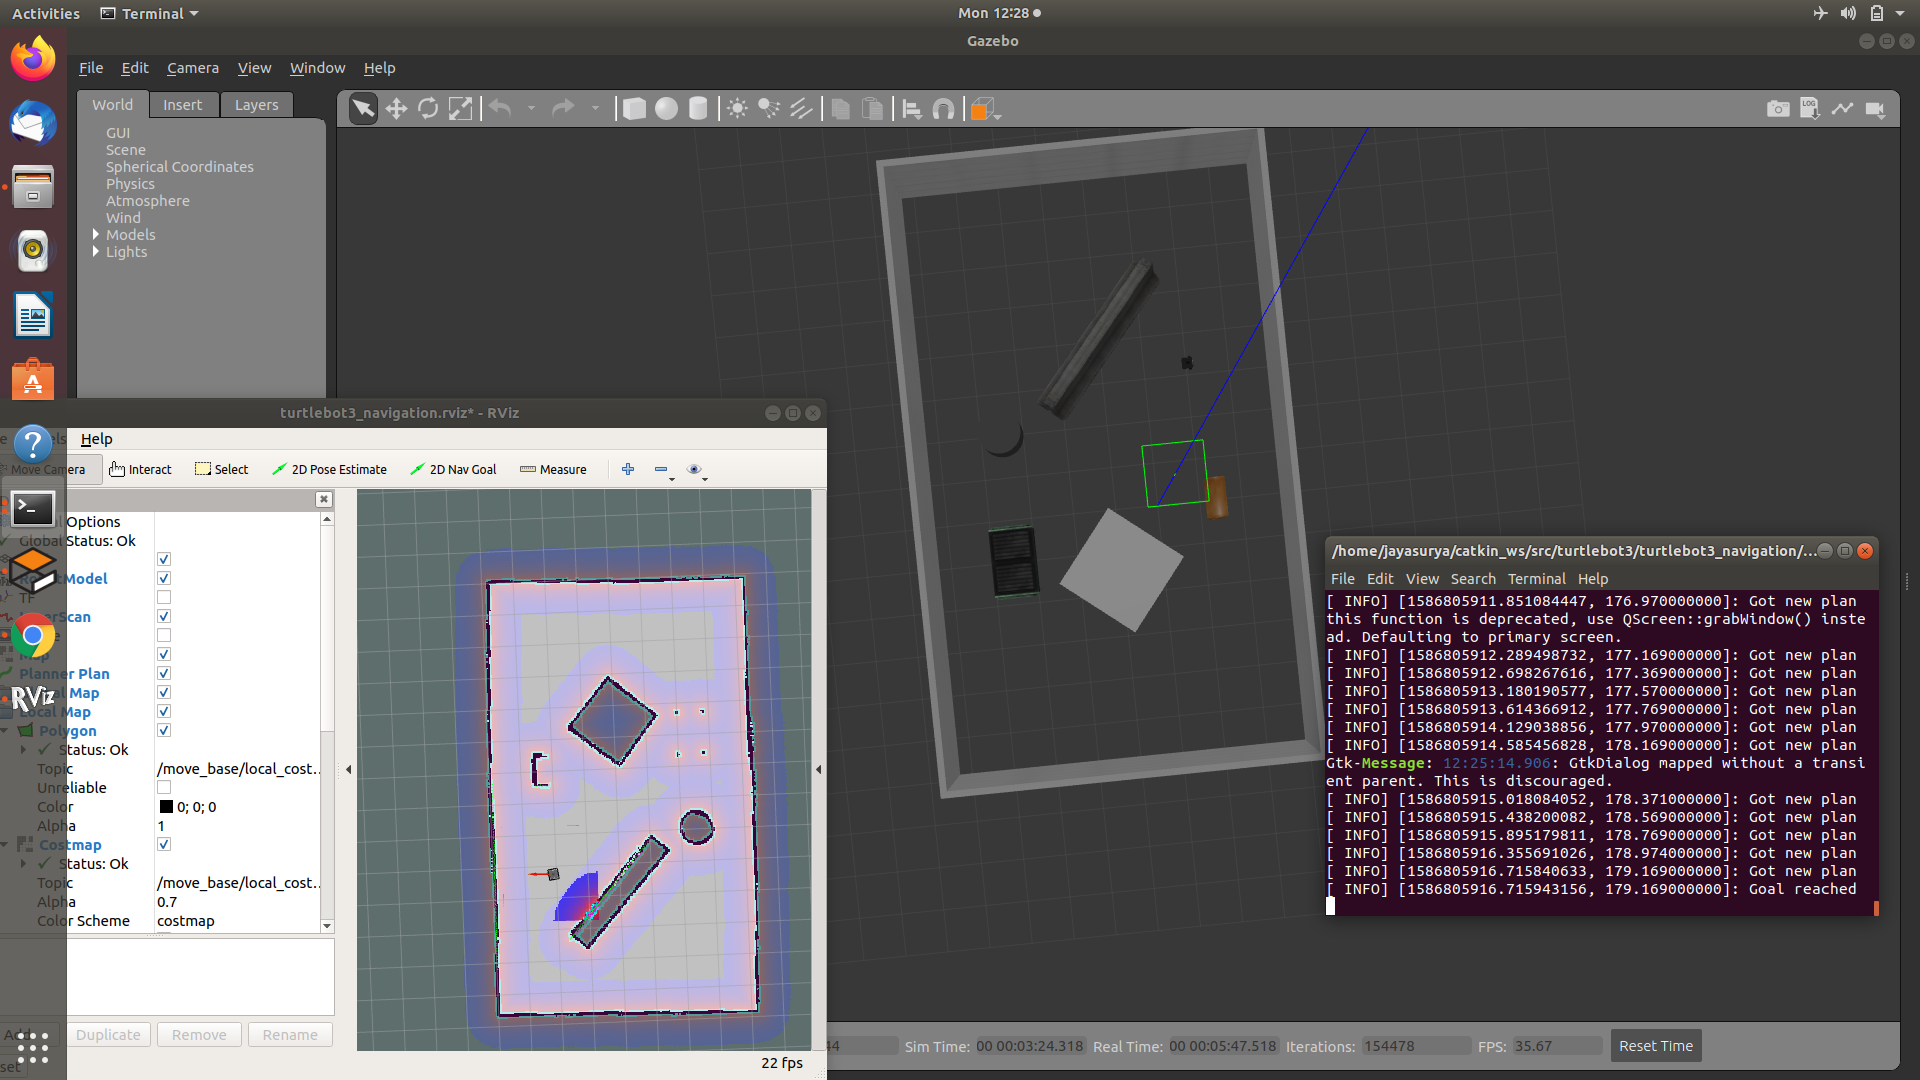 Activities
Terminal
Mon 12:28
Gazebo
File Edit Camera View Window Help
World Insert Layers
LOG
GUI
Scene
Spherical Coordinates
Physics
Atmosphere
Wind
Models
Lights
turtlebot3_navigation.rviz* - RViz
Help
Move Camera Interact Select 2D Pose Estimate 2D Nav Goal Measure
Options
Global Status: Ok
Model
TF
Scan
Map
Planner Plan
Map
Local Map
Polygon
Status: Ok
Topic /move_base/local_cost...
Unreliable
Color 0; 0; 0
Alpha 1
Costmap
Status: Ok
Topic /move_base/local_cost...
Alpha 0.7
Color Scheme costmap
RViz
Add Duplicate Remove Rename
set
22 fps
/home/jayasurya/catkin_ws/src/turtlebot3/turtlebot3_navigation/...
File Edit View Search Terminal Help
[ INFO] [1586805911.851084447, 176.970000000]: Got new plan
this function is deprecated, use QScreen::grabWindow() inste
ad. Defaulting to primary screen.
[ INFO] [1586805912.289498732, 177.169000000]: Got new plan
[ INFO] [1586805912.698267616, 177.369000000]: Got new plan
[ INFO] [1586805913.180190577, 177.570000000]: Got new plan
[ INFO] [1586805913.614366912, 177.769000000]: Got new plan
[ INFO] [1586805914.129038856, 177.970000000]: Got new plan
[ INFO] [1586805914.585456828, 178.169000000]: Got new plan
Gtk-Message: 12:25:14.906: GtkDialog mapped without a transi
ent parent. This is discouraged.
[ INFO] [1586805915.018084052, 178.371000000]: Got new plan
[ INFO] [1586805915.438200082, 178.569000000]: Got new plan
[ INFO] [1586805915.895179811, 178.769000000]: Got new plan
[ INFO] [1586805916.355691026, 178.974000000]: Got new plan
[ INFO] [1586805916.715840633, 179.169000000]: Got new plan
[ INFO] [1586805916.715943156, 179.169000000]: Goal reached
44 Sim Time: 00 00:03:24.318 Real Time: 00 00:05:47.518 Iterations: 154478 FPS: 35.67 Reset Time